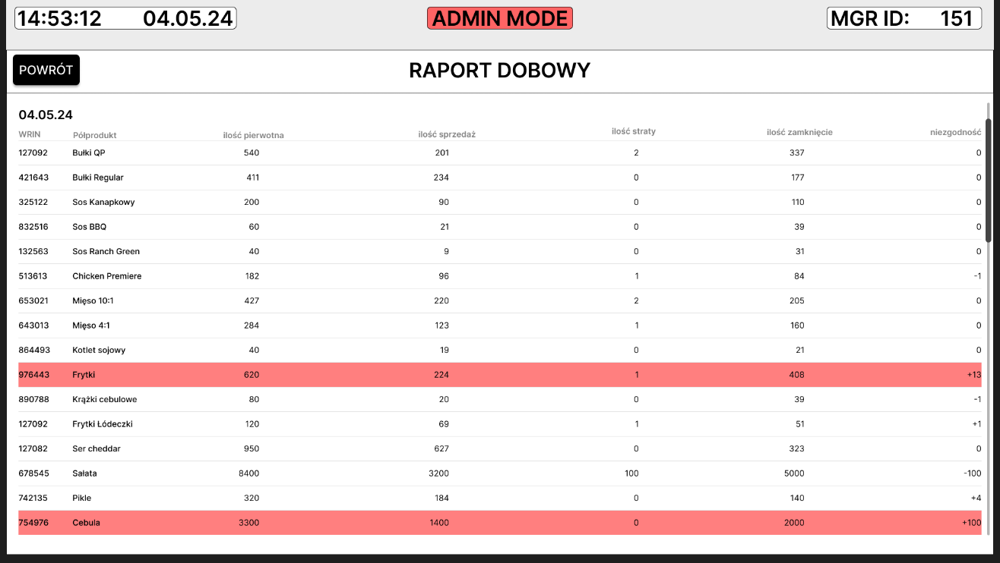 14:53:12 04.05.24 ADMIN MODE MGR ID: 151
POWRÓT RAPORT DOBOWY
04.05.24
WRIN Półprodukt ilość pierwotna ilość sprzedaż ilość straty ilość zamknięcie niezgodność
127092 Bułki QP 540 201 2 337 0
421643 Bułki Regular 411 234 0 177 0
325122 Sos Kanapkowy 200 90 0 110 0
832516 Sos BBQ 60 21 0 39 0
132563 Sos Ranch Green 40 9 0 31 0
513613 Chicken Premiere 182 96 1 84 -1
653021 Mięso 10:1 427 220 2 205 0
643013 Mięso 4:1 284 123 1 160 0
864493 Kotlet sojowy 40 19 0 21 0
976443 Frytki 620 224 1 408 +13
890788 Krążki cebulowe 80 20 0 39 -1
127092 Frytki Łódeczki 120 69 1 51 +1
127082 Ser cheddar 950 627 0 323 0
678545 Sałata 8400 3200 100 5000 -100
742135 Pikle 320 184 0 140 +4
754976 Cebula 3300 1400 0 2000 +100